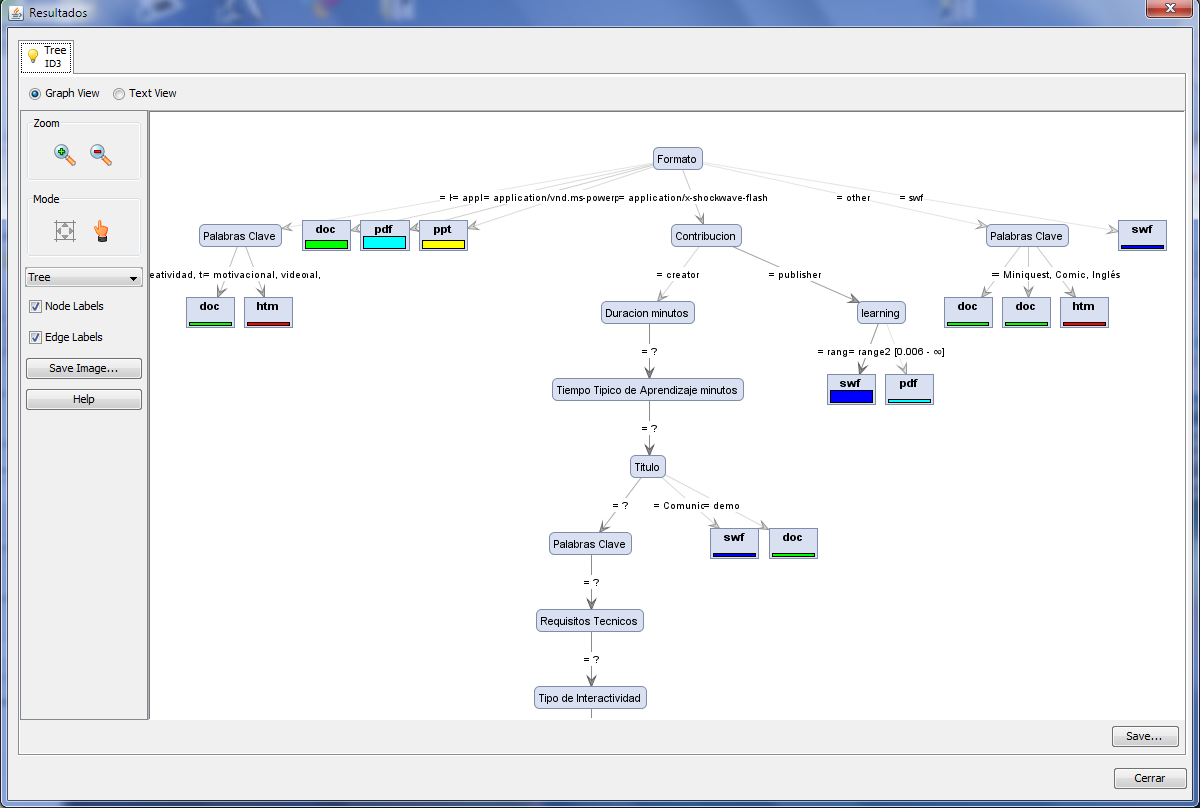 Resultados
Tree
ID3
Graph View Text View
Zoom
Mode
Tree
Node Labels
Edge Labels
Save Image...
Help
Formato
= appl= application/vnd.ms-powerp= application/x-shockwave-flash = other = swf
Palabras Clave doc pdf ppt Contribucion Palabras Clave swf
eatividad, t= motivacional, videoal, = creator = publisher = Miniquest, Comic, Inglés
doc htm Duracion minutos learning doc doc htm
= ? = rang= range2 [0.006 - ∞]
Tiempo Tipico de Aprendizaje minutos swf pdf
= ?
Titulo
= ? = Comunic= demo
Palabras Clave swf doc
= ?
Requisitos Tecnicos
= ?
Tipo de Interactividad
Save...
Cerrar